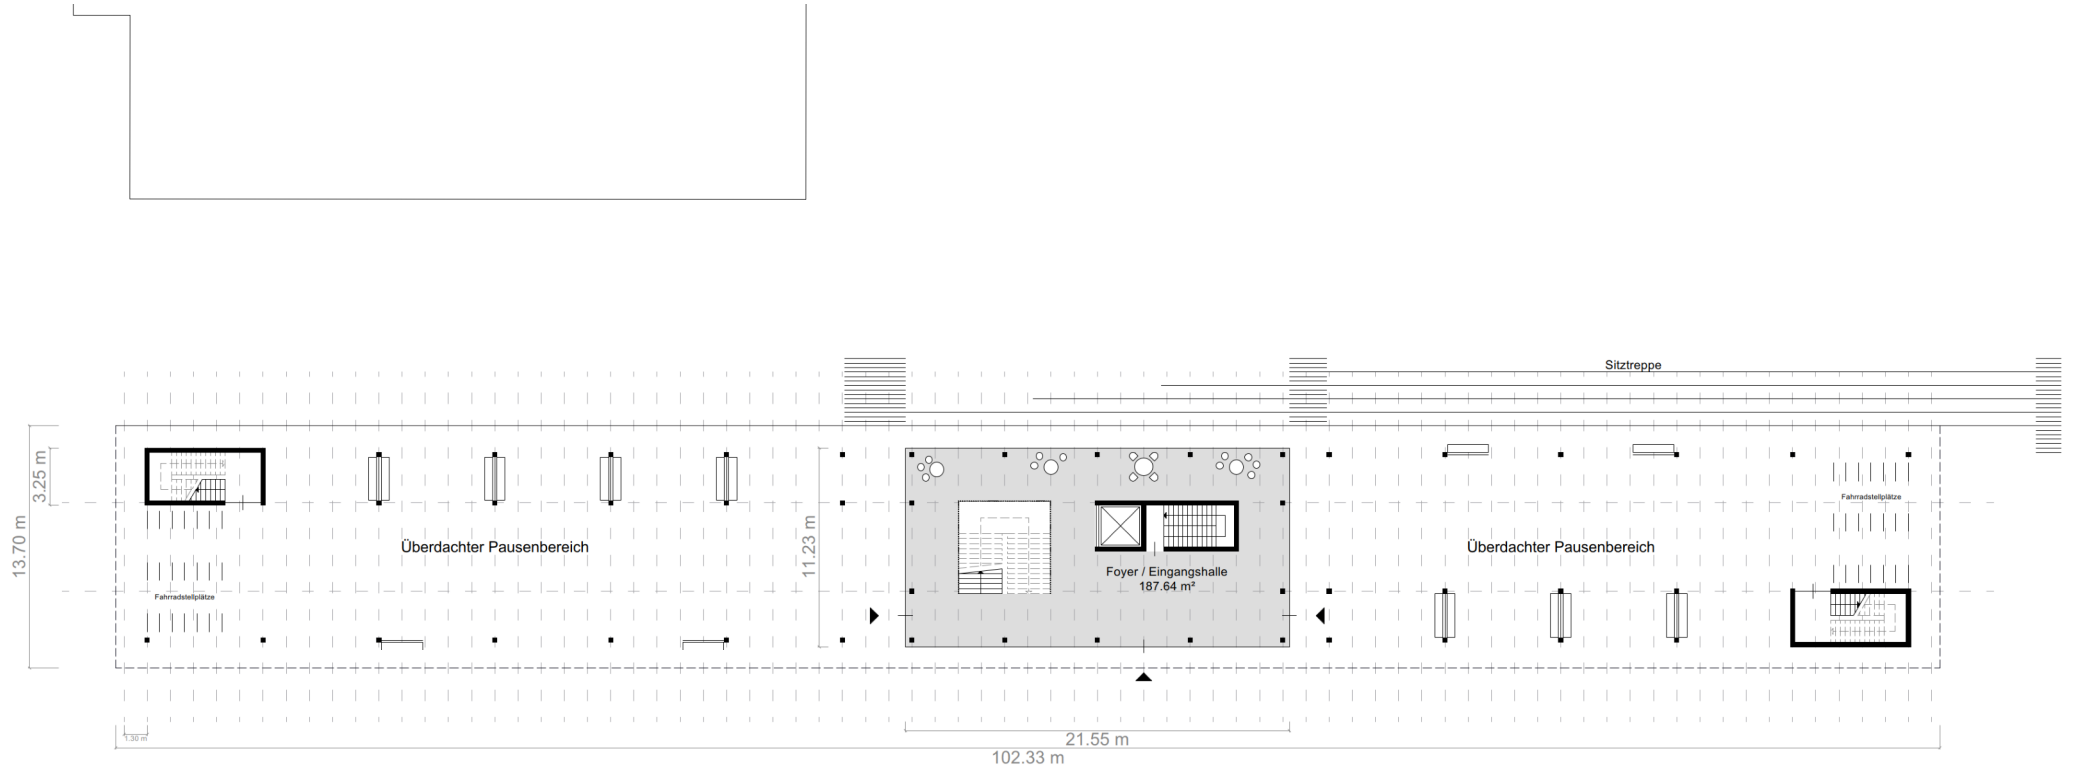 Sitztreppe
3.25 m
Fahrradstellplätze
13.70 m
Überdachter Pausenbereich
11.23 m
Überdachter Pausenbereich
Foyer / Eingangshalle
187.64 m²
Fahrradstellplätze
1.30 m
21.55 m
102.33 m